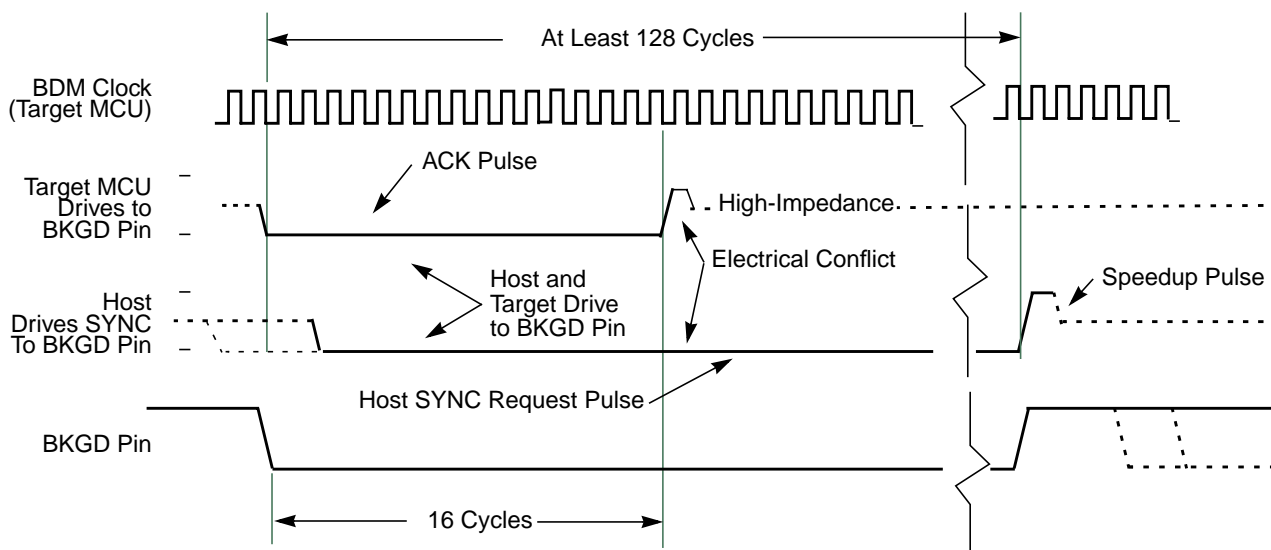 At Least 128 Cycles
BDM Clock
(Target MCU)
ACK Pulse
Target MCU
Drives to
BKGD Pin
High-Impedance
Electrical Conflict
Host and
Target Drive
to BKGD Pin
Speedup Pulse
Host
Drives SYNC
To BKGD Pin
Host SYNC Request Pulse
BKGD Pin
16 Cycles